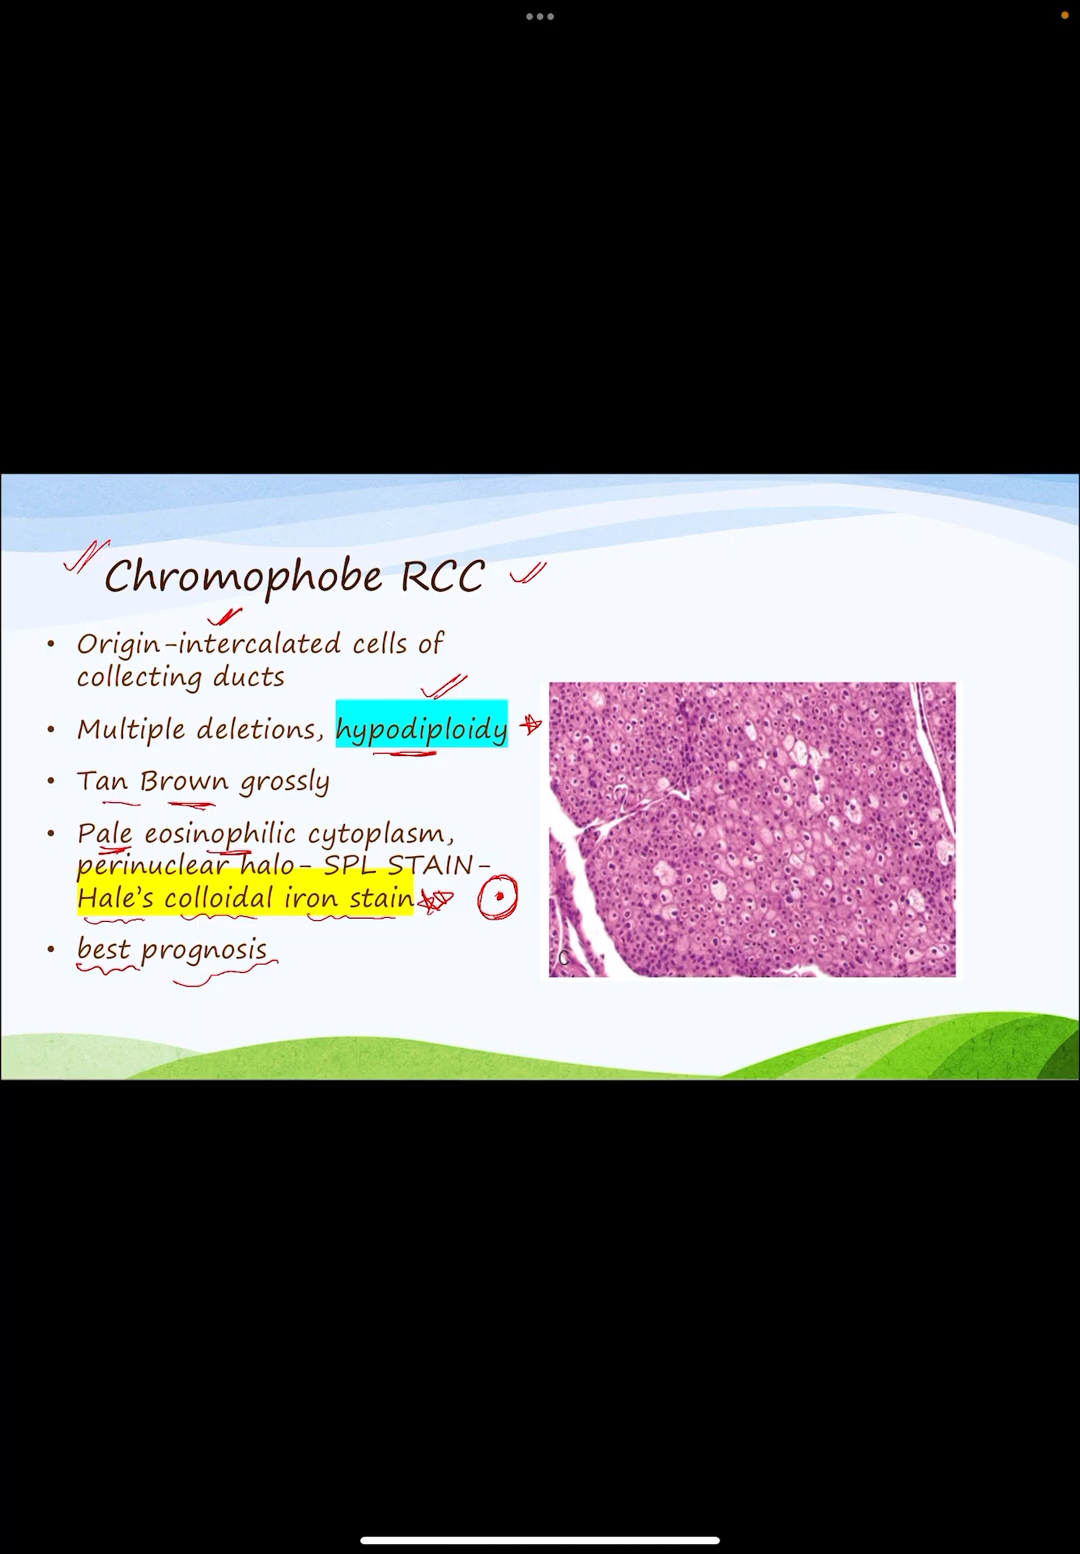 Chromophobe RCC
• Origin-intercalated cells of
collecting ducts
• Multiple deletions, hypodiploidy
• Tan Brown grossly
• Pale eosinophilic cytoplasm,
perinuclear halo- SPL STAIN-
Hale's colloidal iron stain
• best prognosis
C